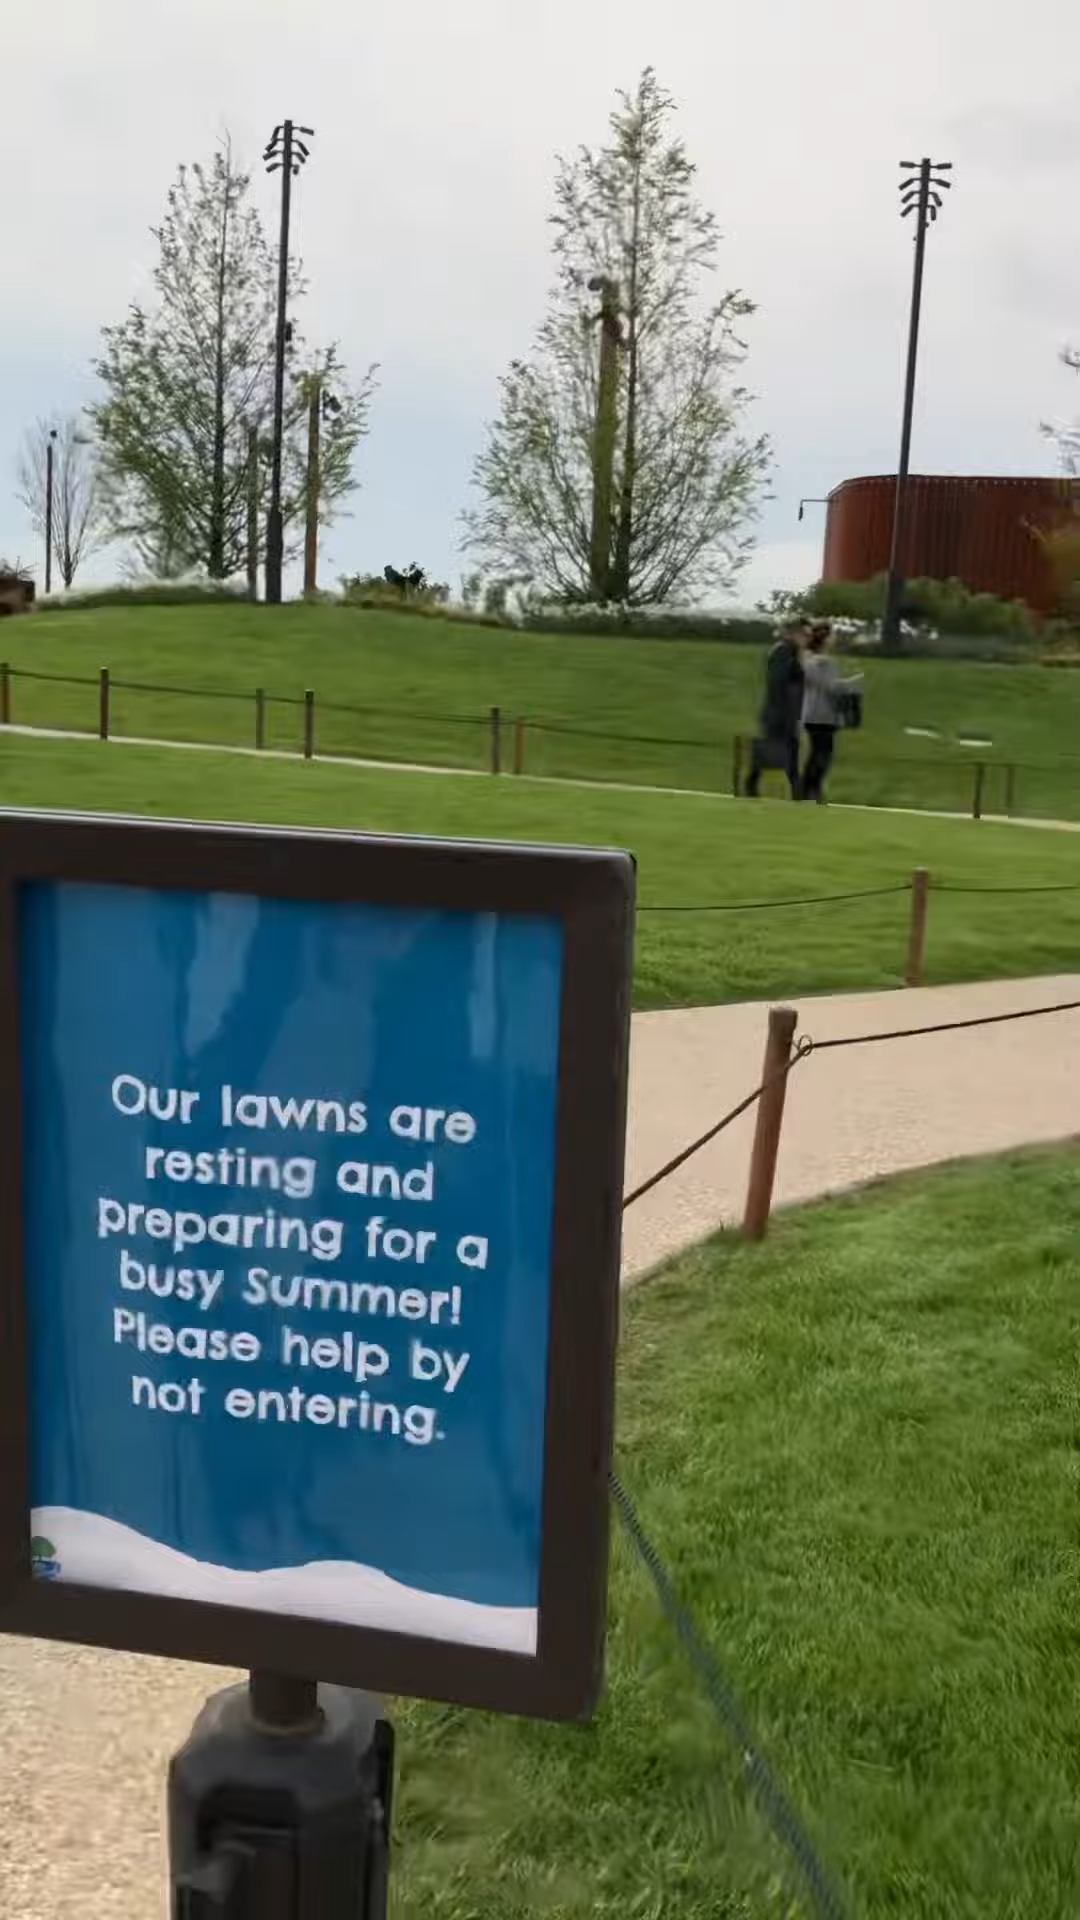 Our lawns are
resting and
preparing for a
busy Summer!
Please help by
not entering.